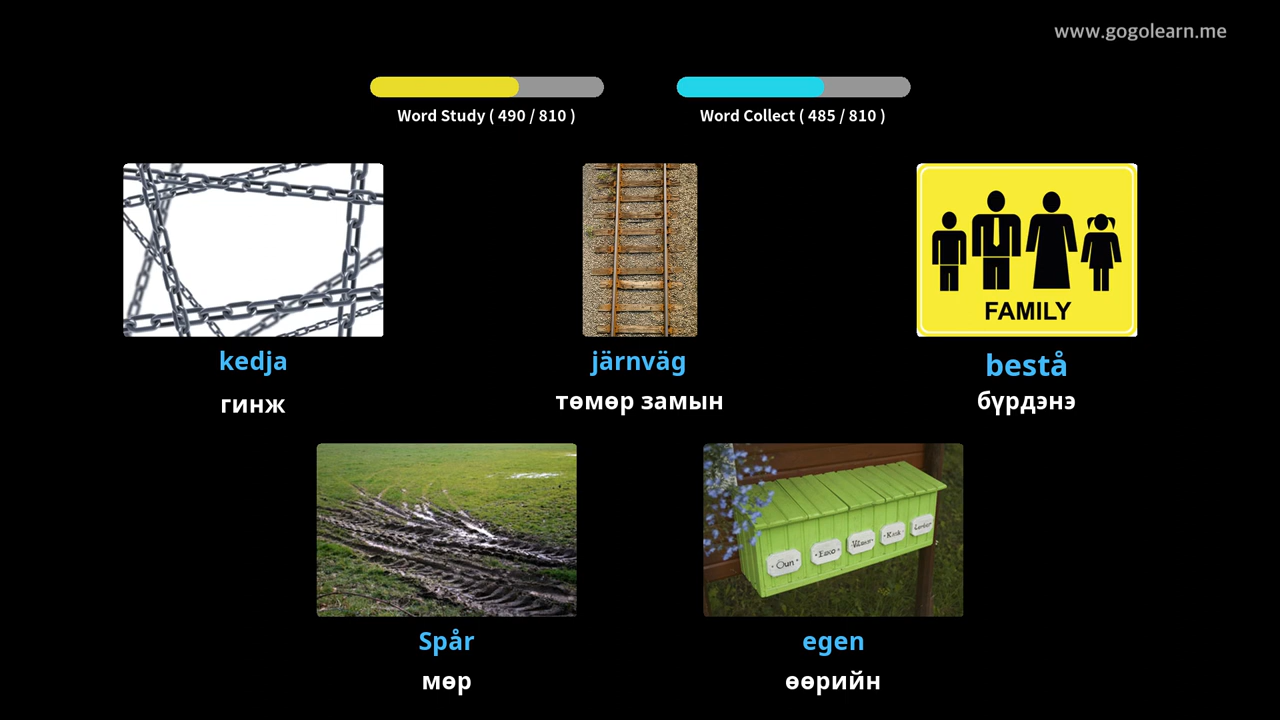 www.gogolearn.me
Word Study ( 490 / 810 )
Word Collect ( 485 / 810 )
FAMILY
kedja
järnväg
bestå
гинж
төмөр замын
бүрдэнэ
Spår
egen
мөр
өөрийн